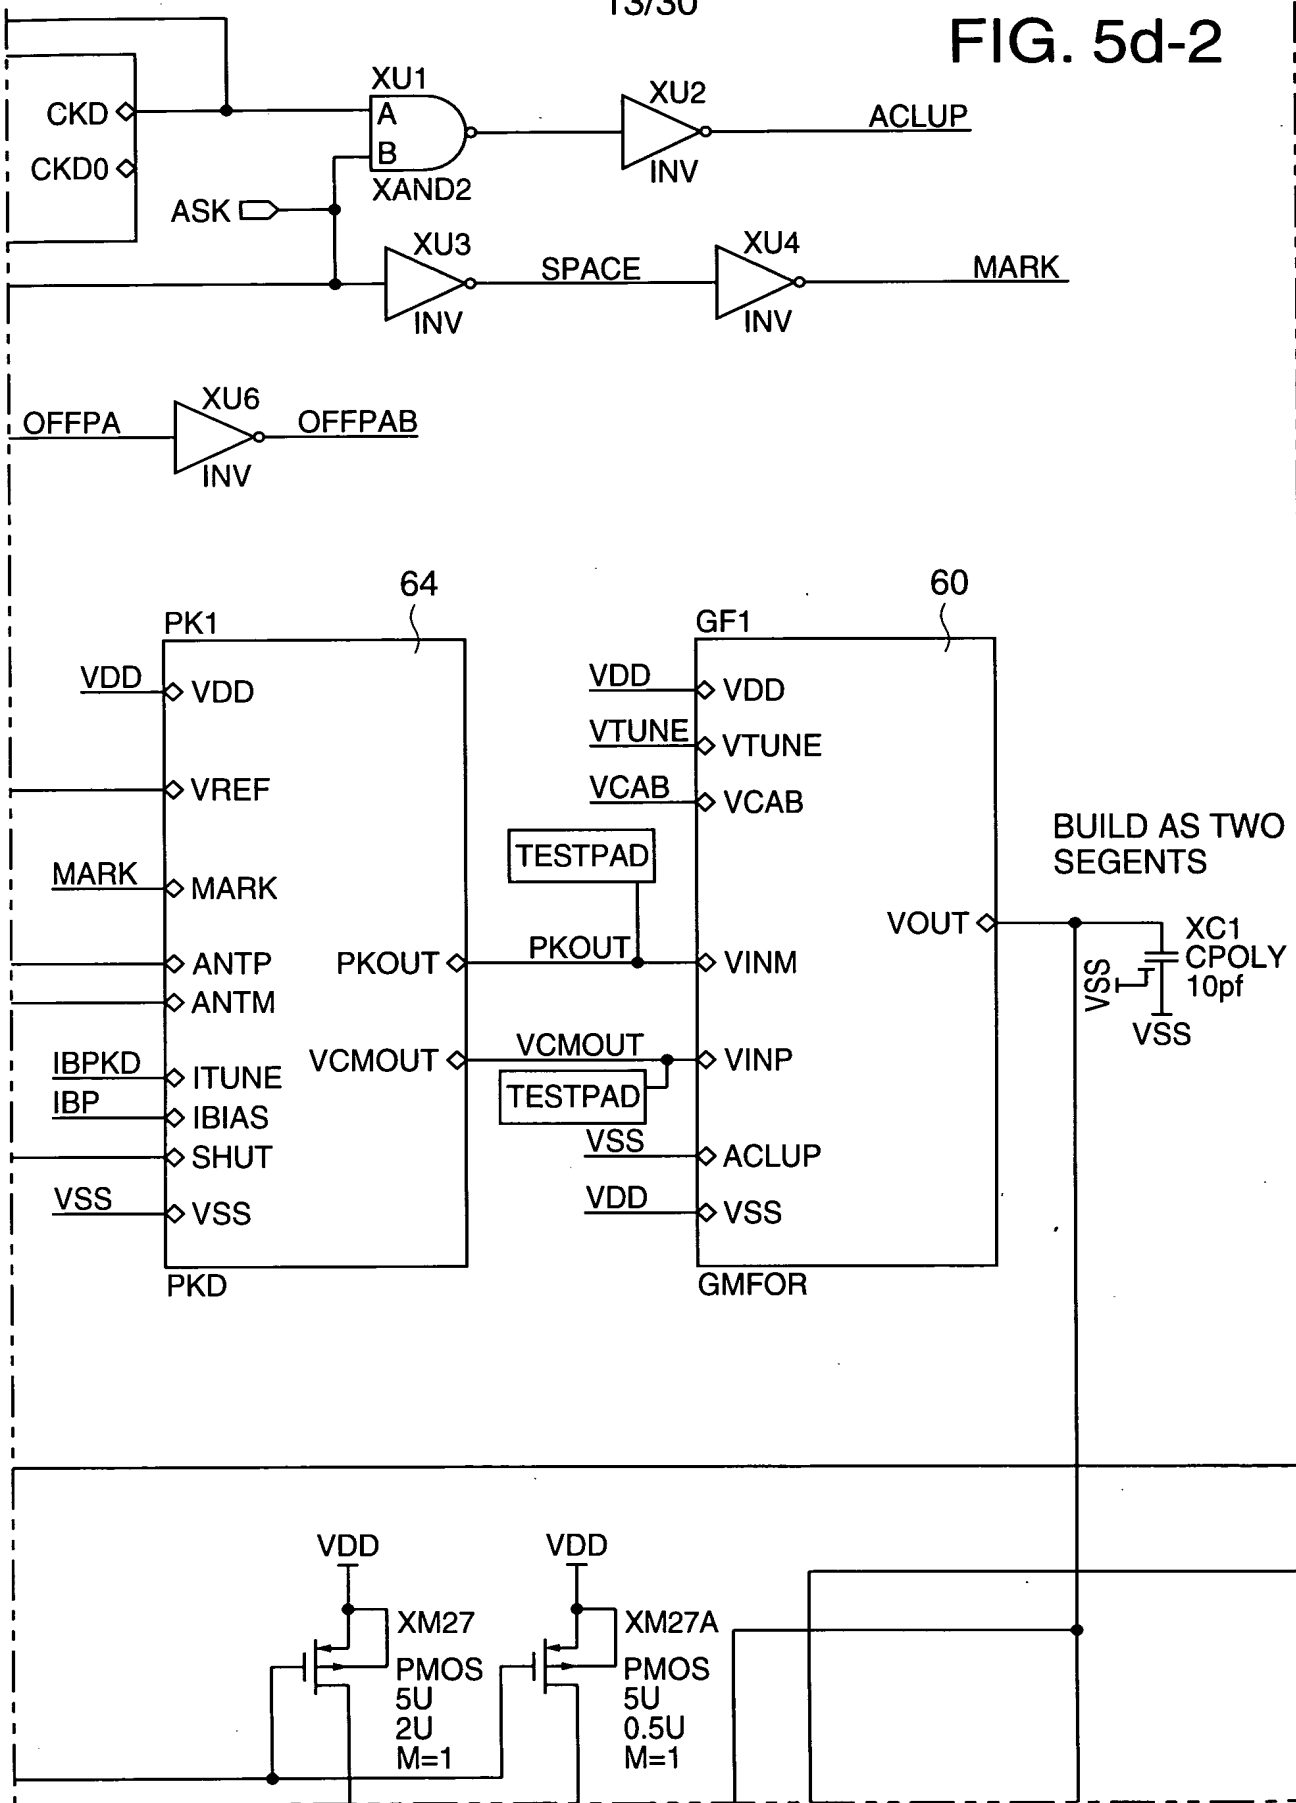 13/30
FIG. 5d-2
XU1
XU2
CKD
A
ACLUP
B
CKD0
INV
XAND2
ASK
XU3
XU4
SPACE
MARK
INV
INV
XU6
OFFPA
OFFPAB
INV
64
60
PK1
GF1
VDD
VDD
VDD
VDD
VTUNE
VTUNE
VREF
VCAB
VCAB
BUILD AS TWO
SEGENTS
TESTPAD
MARK
MARK
VOUT
XC1
CPOLY
10pf
VSS
VSS
ANTP
PKOUT
PKOUT
VINM
ANTM
VCMOUT
VCMOUT
VINP
IBPKD
ITUNE
TESTPAD
IBP
IBIAS
SHUT
VSS
ACLUP
VSS
VSS
VDD
VSS
PKD
GMFOR
VDD
VDD
XM27
XM27A
PMOS
5U
2U
M=1
PMOS
5U
0.5U
M=1